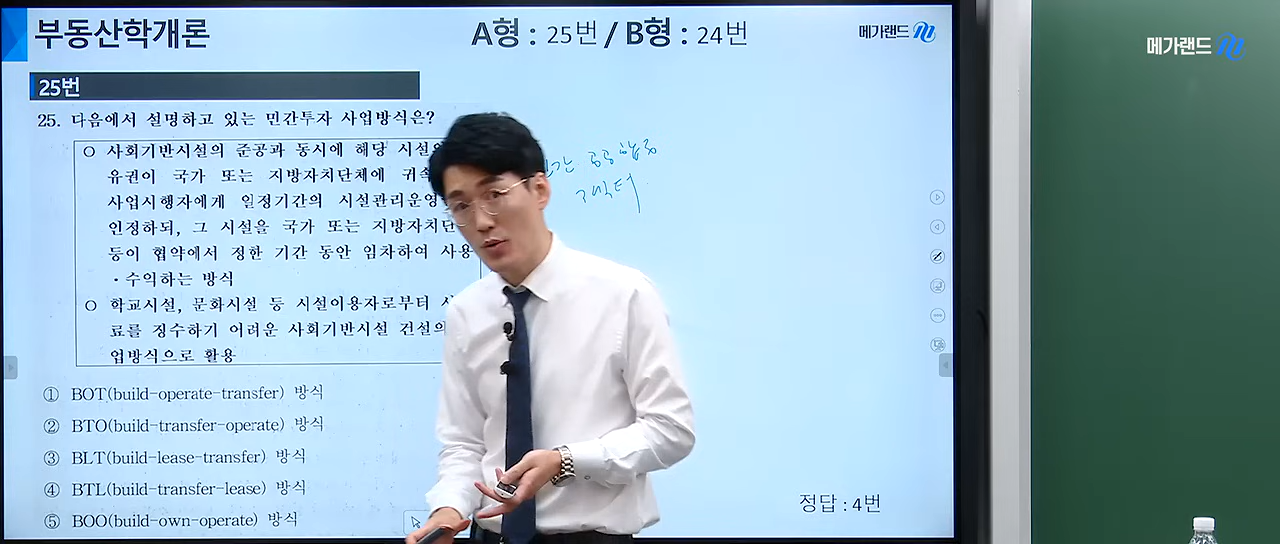 부동산학개론
A형 : 25번 / B형 : 24번
메가랜드
메가랜드
25번
25. 다음에서 설명하고 있는 민간투자 사업방식은?
사회기반시설의 준공과 동시에 해당
유권이 국가 또는 지방자치단체에 귀속
사업시행자에게 일정기간의 시설관리운영
인정하되, 그 시설을 국가 또는 지방자치단
등이 협약에서 정한 기간 동안 임차하여 사용
·수익하는 방식
학교시설, 문화시설 등 시설이용자로부터 사
료를 징수하기 어려운 사회기반시설 건설의
업방식으로 활용
① BOT(build-operate-transfer) 방식
② BTO(build-transfer-operate) 방식
③ BLT(build-lease-transfer) 방식
④ BTL(build-transfer-lease) 방식
⑤ BOO(build-own-operate) 방식
정답 : 4번